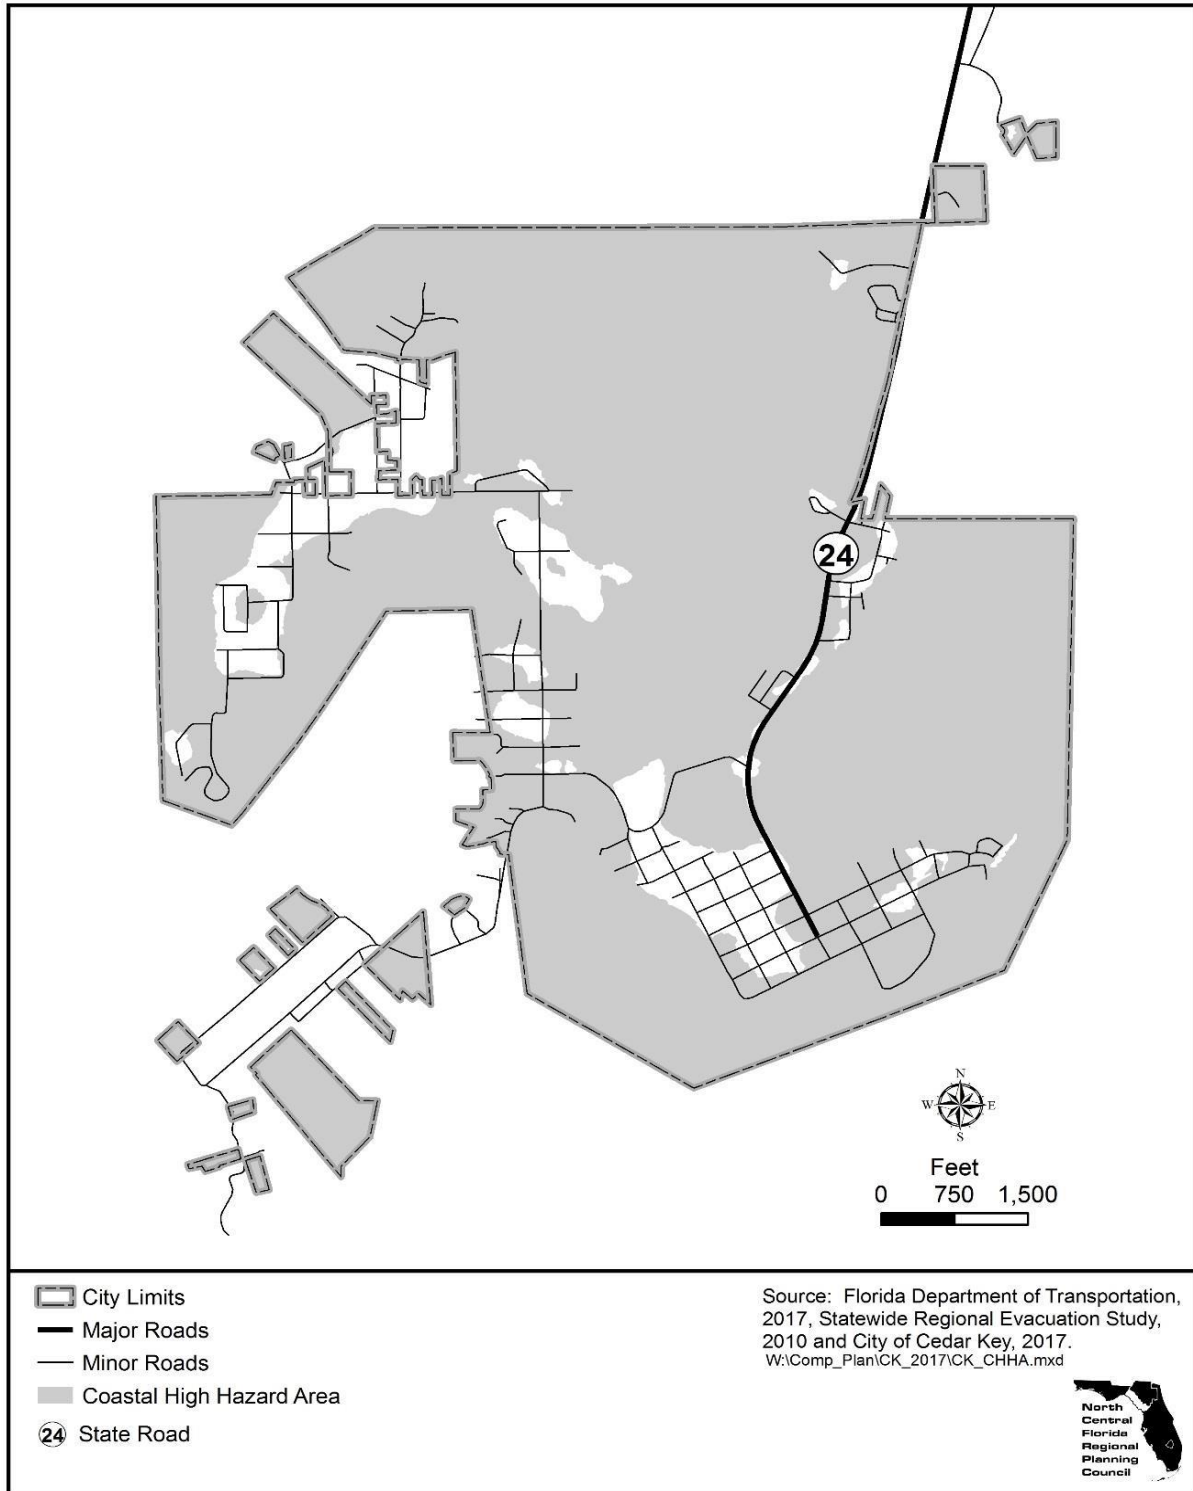 24
N
W E
S
Feet
0 750 1,500
City Limits
Major Roads
Minor Roads
Coastal High Hazard Area
24 State Road
Source: Florida Department of Transportation,
2017, Statewide Regional Evacuation Study,
2010 and City of Cedar Key, 2017.
W:\Comp_Plan\CK_2017\CK_CHHA.mxd
North
Central
Florida
Regional
Planning
Council